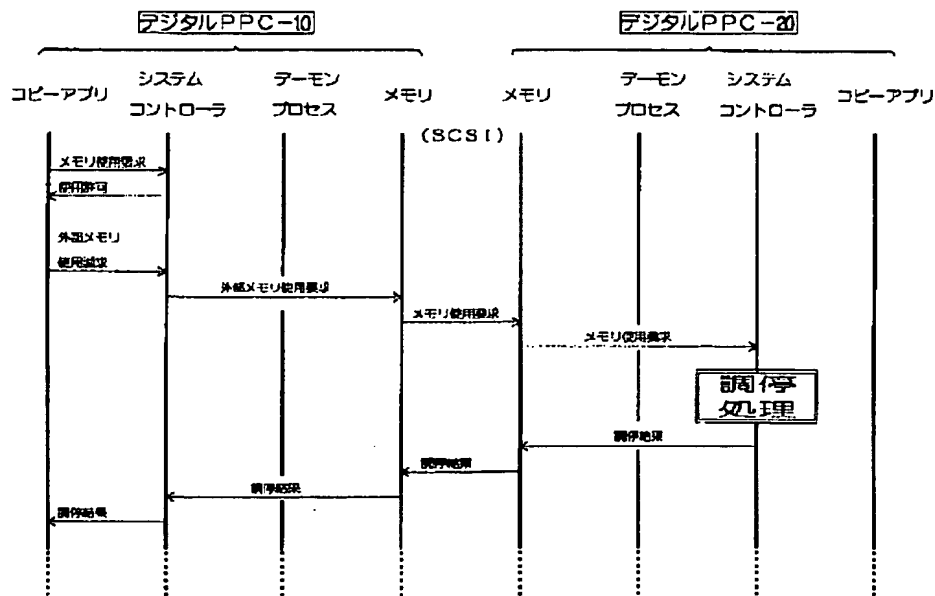 デジタルPPC-10 デジタルPPC-20
コピーアプリ システムコントローラ デーモンプロセス メモリ メモリ デーモンプロセス システムコントローラ コピーアプリ
(SCSI)
メモリ使用要求
使用許可
外部メモリ
使用要求
外部メモリ使用要求
メモリ使用要求
メモリ使用要求
調停
処理
調停結果
調停結果
調停結果
調停結果